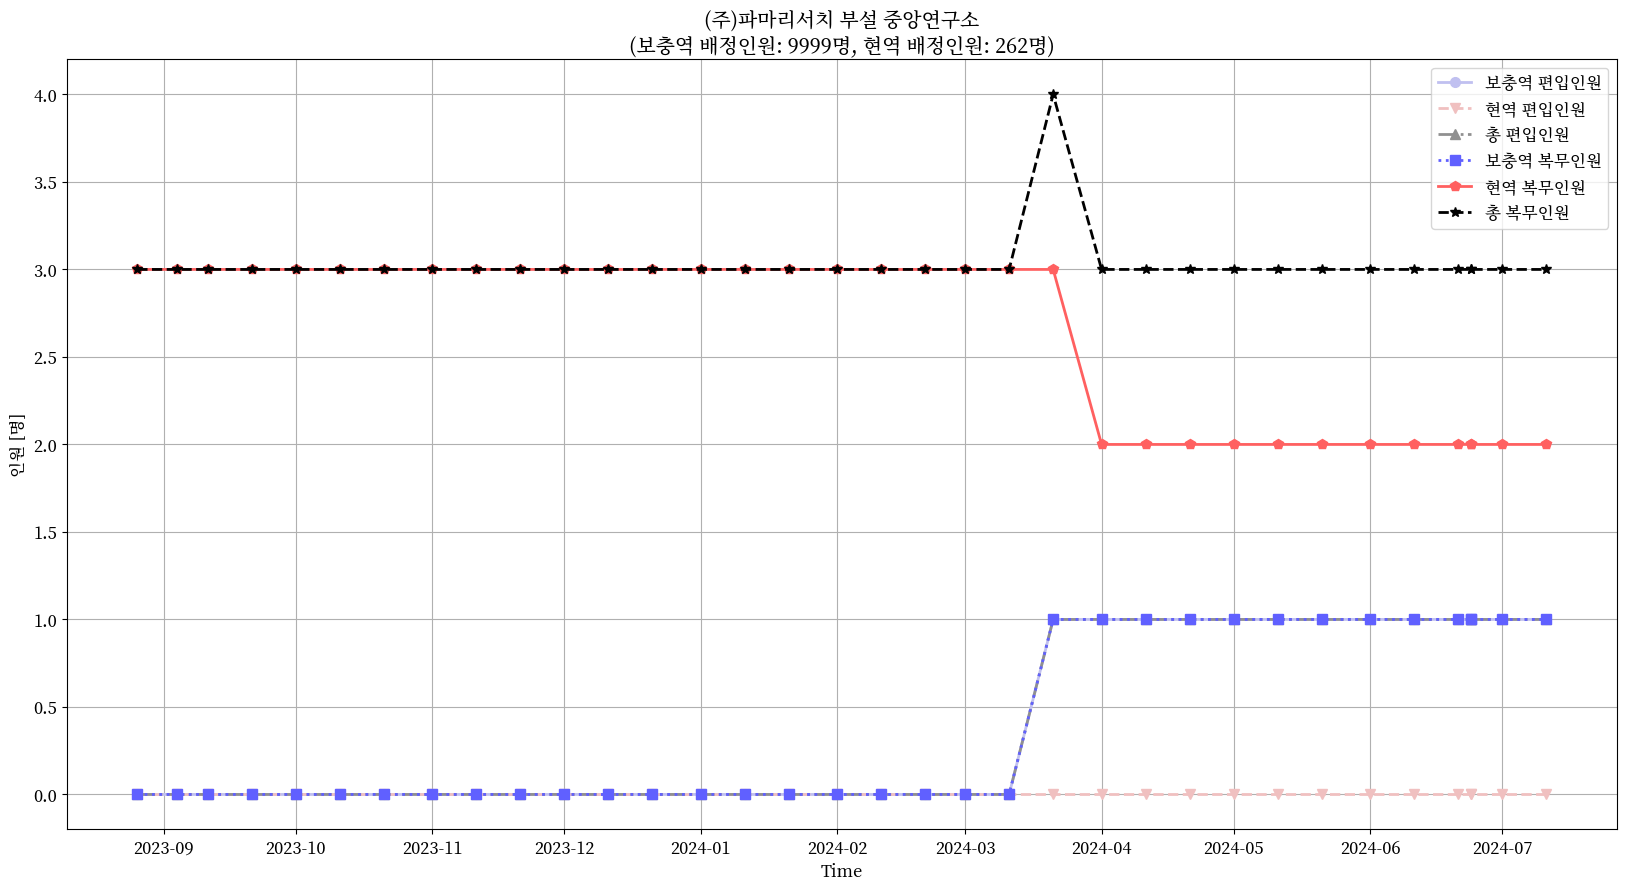 (주)파마리서치 부설 중앙연구소
(보충역 배정인원: 9999명, 현역 배정인원: 262명)
보충역 편입인원
현역 편입인원
총 편입인원
보충역 복무인원
현역 복무인원
총 복무인원
인원 [명]
4.0
3.5
3.0
2.5
2.0
1.5
1.0
0.5
0.0
2023-09 2023-10 2023-11 2023-12 2024-01 2024-02 2024-03 2024-04 2024-05 2024-06 2024-07
Time